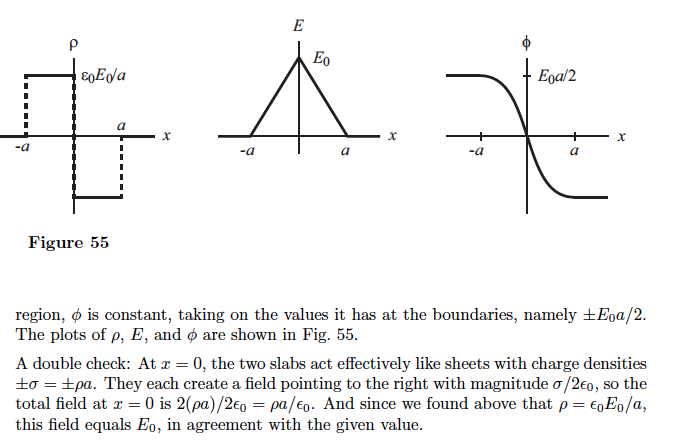 E
ρ
ϕ
E₀
ε₀E₀/a
E₀a/2
a
x
x
x
-a
-a
a
-a
a
Figure 55
region, ϕ is constant, taking on the values it has at the boundaries, namely ±E₀a/2.
The plots of ρ, E, and ϕ are shown in Fig. 55.
A double check: At x = 0, the two slabs act effectively like sheets with charge densities
±σ = ±ρa. They each create a field pointing to the right with magnitude σ/2ϵ₀, so the
total field at x = 0 is 2(ρa)/2ϵ₀ = ρa/ϵ₀. And since we found above that ρ = ϵ₀E₀/a,
this field equals E₀, in agreement with the given value.